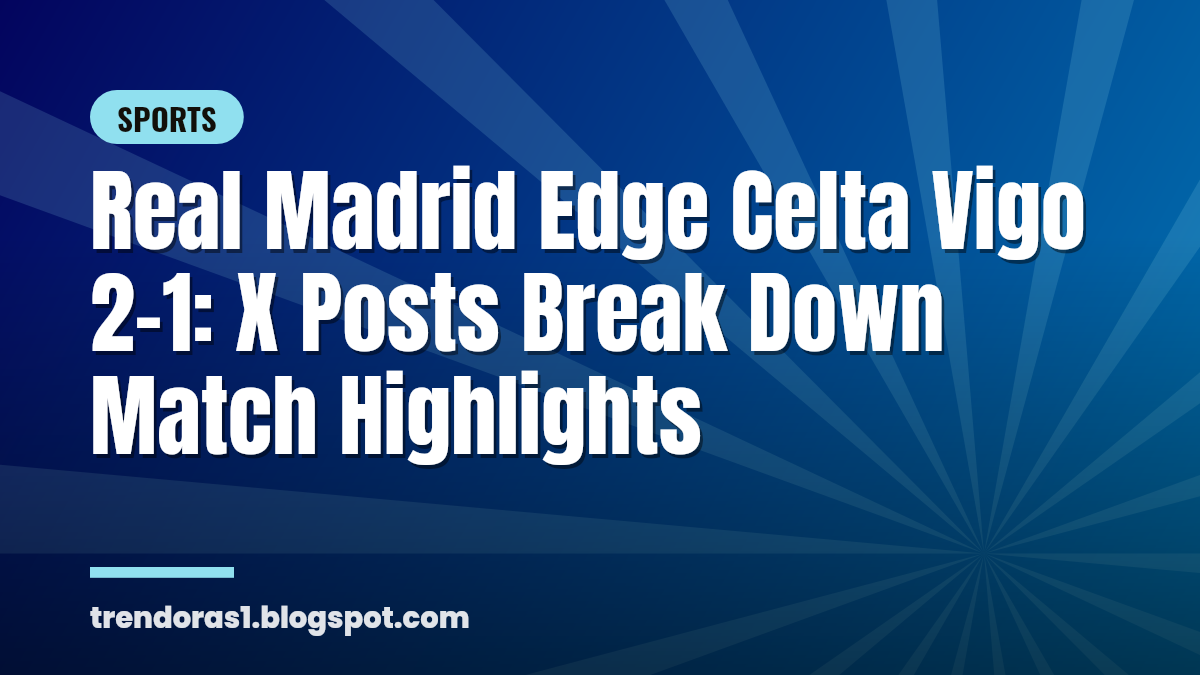 SPORTS
Real Madrid Edge Celta Vigo
2-1: X Posts Break Down
Match Highlights
trendoras1.blogspot.com